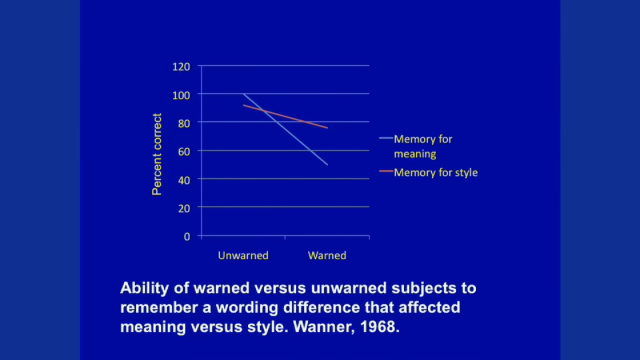 120
100
80
60
40
20
0
Percent correct
Unwarned
Warned
Memory for
meaning
Memory for style
Ability of warned versus unwarned subjects to
remember a wording difference that affected
meaning versus style. Wanner, 1968.